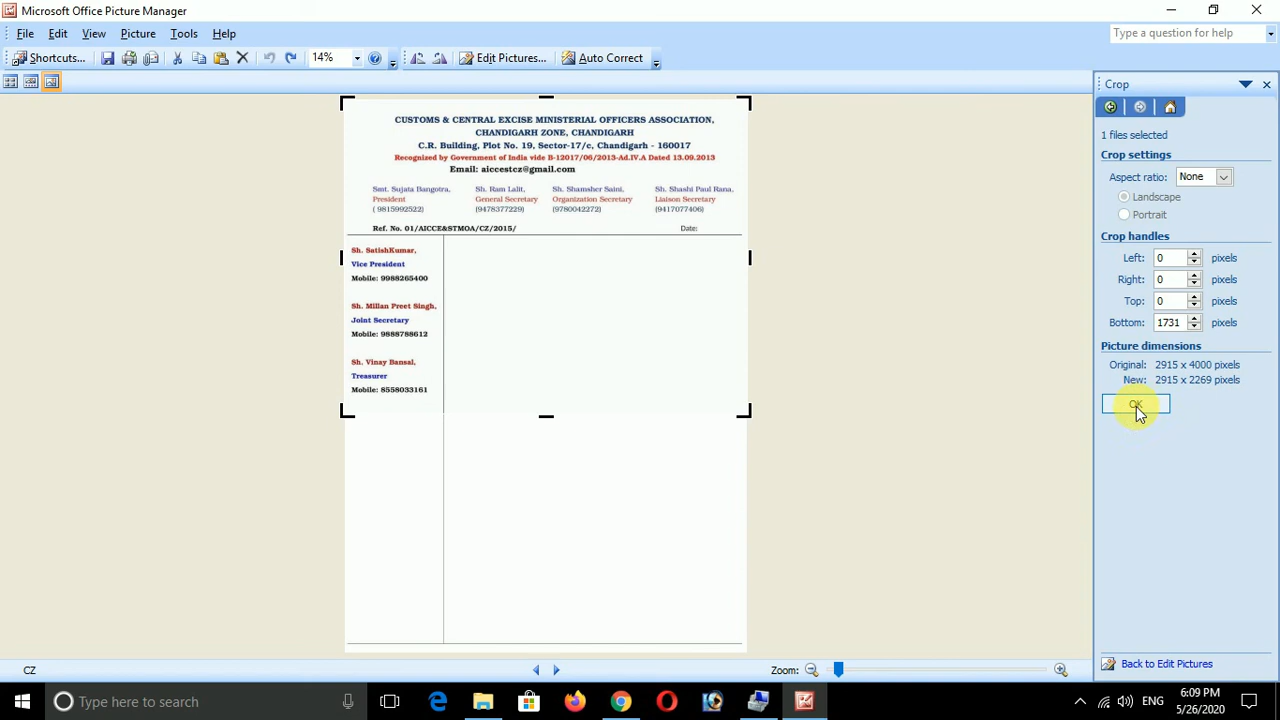 Microsoft Office Picture Manager
File Edit View Picture Tools Help
Type a question for help
Shortcuts... 14% Edit Pictures... Auto Correct
Crop
1 files selected
Crop settings
Aspect ratio: None
Landscape
Portrait
Crop handles
Left: 0 pixels
Right: 0 pixels
Top: 0 pixels
Bottom: 1731 pixels
Picture dimensions
Original: 2915 x 4000 pixels
New: 2915 x 2269 pixels
OK
CUSTOMS & CENTRAL EXCISE MINISTERIAL OFFICERS ASSOCIATION,
CHANDIGARH ZONE, CHANDIGARH
C.R. Building, Plot No. 19, Sector-17/c, Chandigarh - 160017
Recognized by Government of India vide B-12017/06/2013-Ad.IV.A Dated 13.09.2013
Email: aiccestcz@gmail.com
Smt. Sujata Bangotra, Sh. Ram Lalit, Sh. Shamsher Saini, Sh. Shashi Paul Rana,
President General Secretary Organization Secretary Liaison Secretary
( 9815992522) (9478377229) (9780042272) (9417077406)
Ref. No. 01/AICCE&STMOA/CZ/2015/ Date:
Sh. SatishKumar,
Vice President
Mobile: 9988265400
Sh. Millan Preet Singh,
Joint Secretary
Mobile: 9888788612
Sh. Vinay Bansal,
Treasurer
Mobile: 8558033161
Back to Edit Pictures
CZ
Zoom:
Type here to search
ENG
6:09 PM
5/26/2020